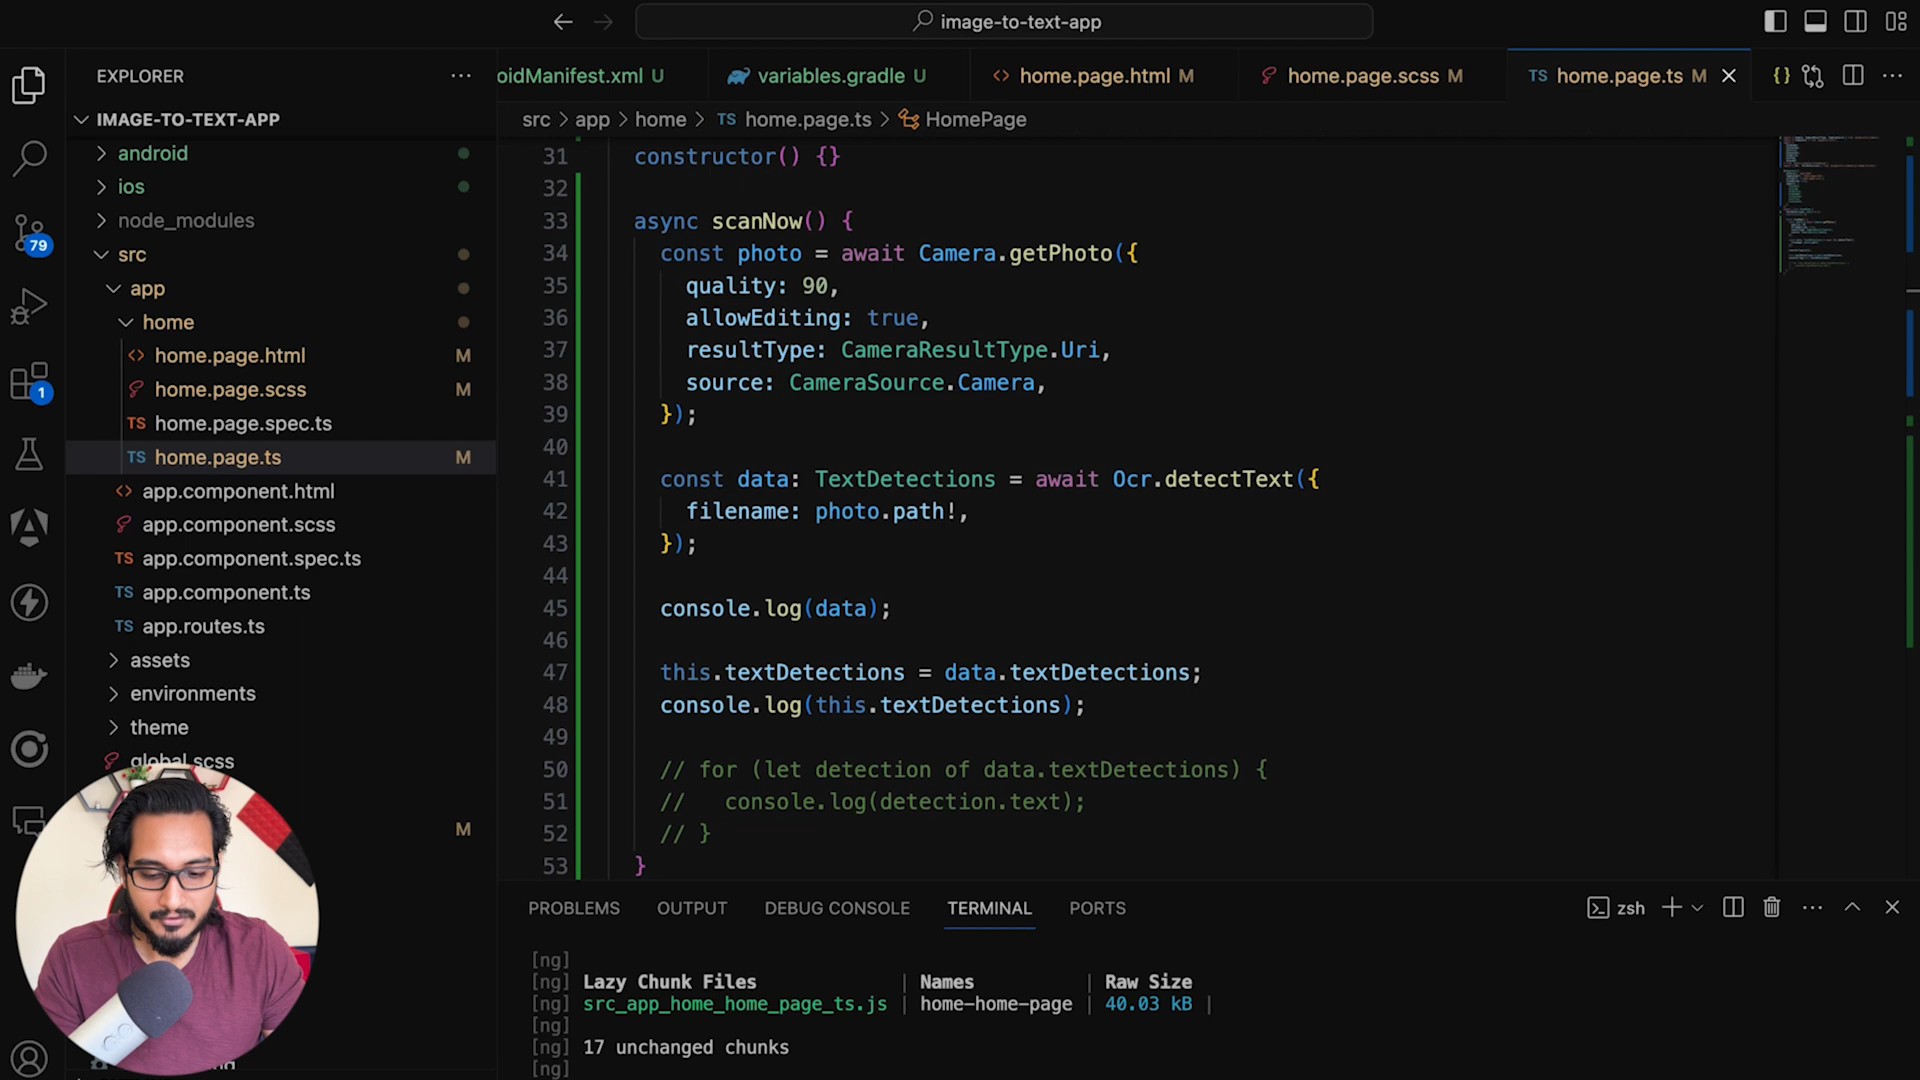 image-to-text-app
EXPLORER
oidManifest.xml U
variables.gradle U
home.page.html M
home.page.scss M
TS home.page.ts M
IMAGE-TO-TEXT-APP
src > app > home > TS home.page.ts > HomePage
android
ios
node_modules
src
app
home
home.page.html M
home.page.scss M
TS home.page.spec.ts
TS home.page.ts M
app.component.html
app.component.scss
TS app.component.spec.ts
TS app.component.ts
TS app.routes.ts
assets
environments
theme
global.scss
M
79
1
31 constructor() {}
32
33 async scanNow() {
34 const photo = await Camera.getPhoto({
35 quality: 90,
36 allowEditing: true,
37 resultType: CameraResultType.Uri,
38 source: CameraSource.Camera,
39 });
40
41 const data: TextDetections = await Ocr.detectText({
42 filename: photo.path!,
43 });
44
45 console.log(data);
46
47 this.textDetections = data.textDetections;
48 console.log(this.textDetections);
49
50 // for (let detection of data.textDetections) {
51 //   console.log(detection.text);
52 // }
53 }
PROBLEMS OUTPUT DEBUG CONSOLE TERMINAL PORTS
zsh
[ng]
[ng] Lazy Chunk Files | Names | Raw Size
[ng] src_app_home_home_page_ts.js | home-home-page | 40.03 kB |
[ng]
[ng] 17 unchanged chunks
[ng]